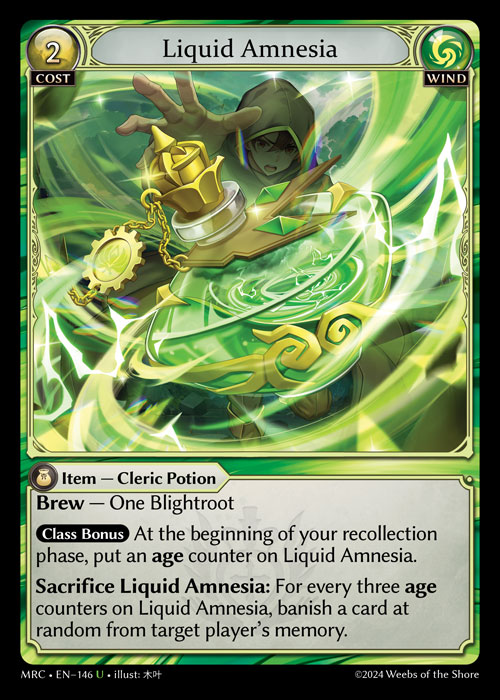 2
Liquid Amnesia
COST
WIND
Item — Cleric Potion
Brew — One Blightroot
Class Bonus At the beginning of your recollection
phase, put an age counter on Liquid Amnesia.
Sacrifice Liquid Amnesia: For every three age
counters on Liquid Amnesia, banish a card at
random from target player's memory.
MRC • EN–146 U • illust: 木叶
©2024 Weebs of the Shore